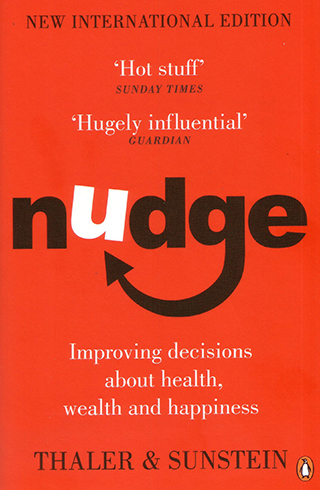 NEW INTERNATIONAL EDITION
‘Hot stuff’
SUNDAY TIMES
‘Hugely influential’
GUARDIAN
nudge
Improving decisions
about health,
wealth and happiness
THALER & SUNSTEIN